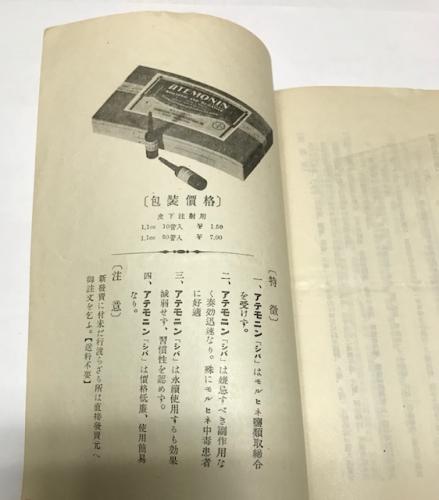 ATEMONIN
〔包裝價格〕
皮下注射用
1.1cc 10管入 1.50
1.1cc 50管入 7.00
〔特徵〕
一、アテモニン「シバ」はモルヒネ鹽類取締令
を受けず。
二、アテモニン「シバ」は嫌忌すべき副作用な
く奏効迅速なり。殊にモルヒネ中毒患者
に好適
三、アテモニン「シバ」は永續使用するも効果
減弱せず、習慣性を認めず。
四、アテモニン「シバ」は價格低廉、使用簡易
なり。
〔注意〕
新發賣に付未だ行渡らざる所は直接發賣元へ
御註文を乞ふ。【送料不要】